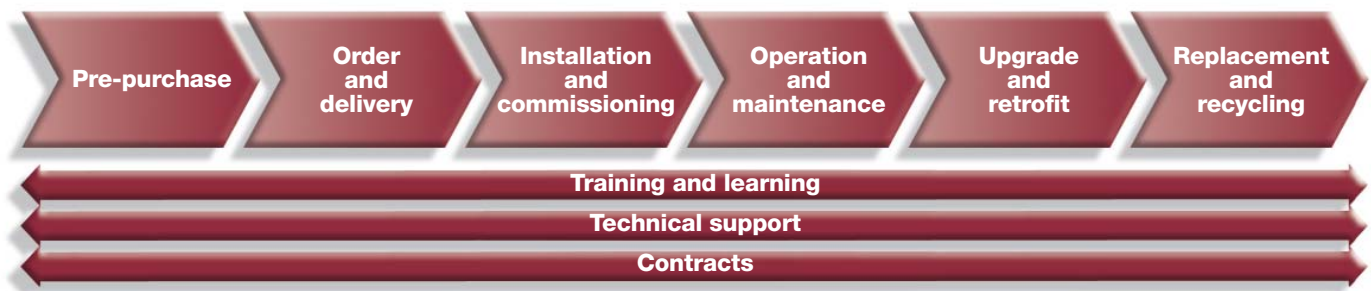 Pre-purchase
Order
and
delivery
Installation
and
commissioning
Operation
and
maintenance
Upgrade
and
retrofit
Replacement
and
recycling
Training and learning
Technical support
Contracts